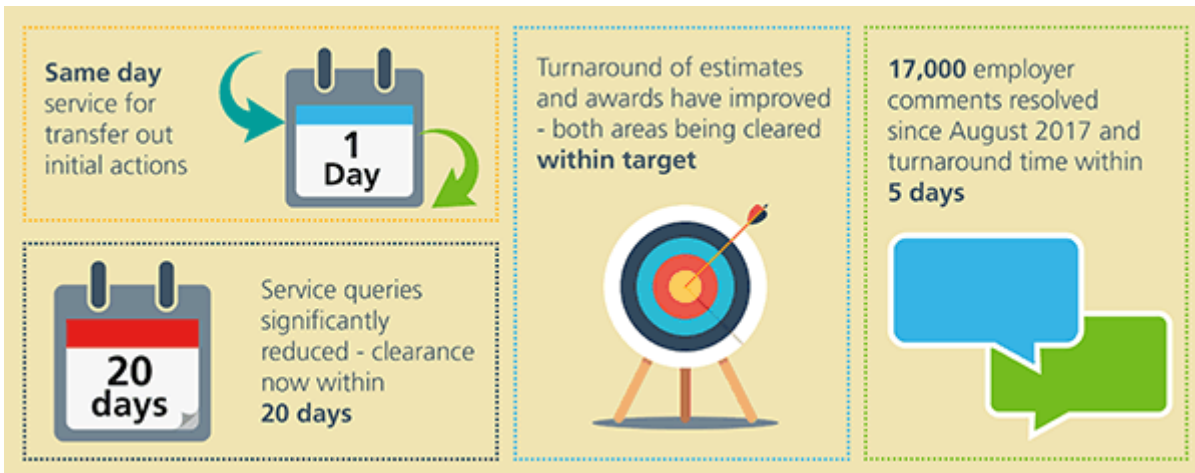 Same day
service for
transfer out
initial actions
1
Day
20
days
Service queries
significantly
reduced - clearance
now within
20 days
Turnaround of estimates
and awards have improved
- both areas being cleared
within target
17,000 employer
comments resolved
since August 2017 and
turnaround time within
5 days